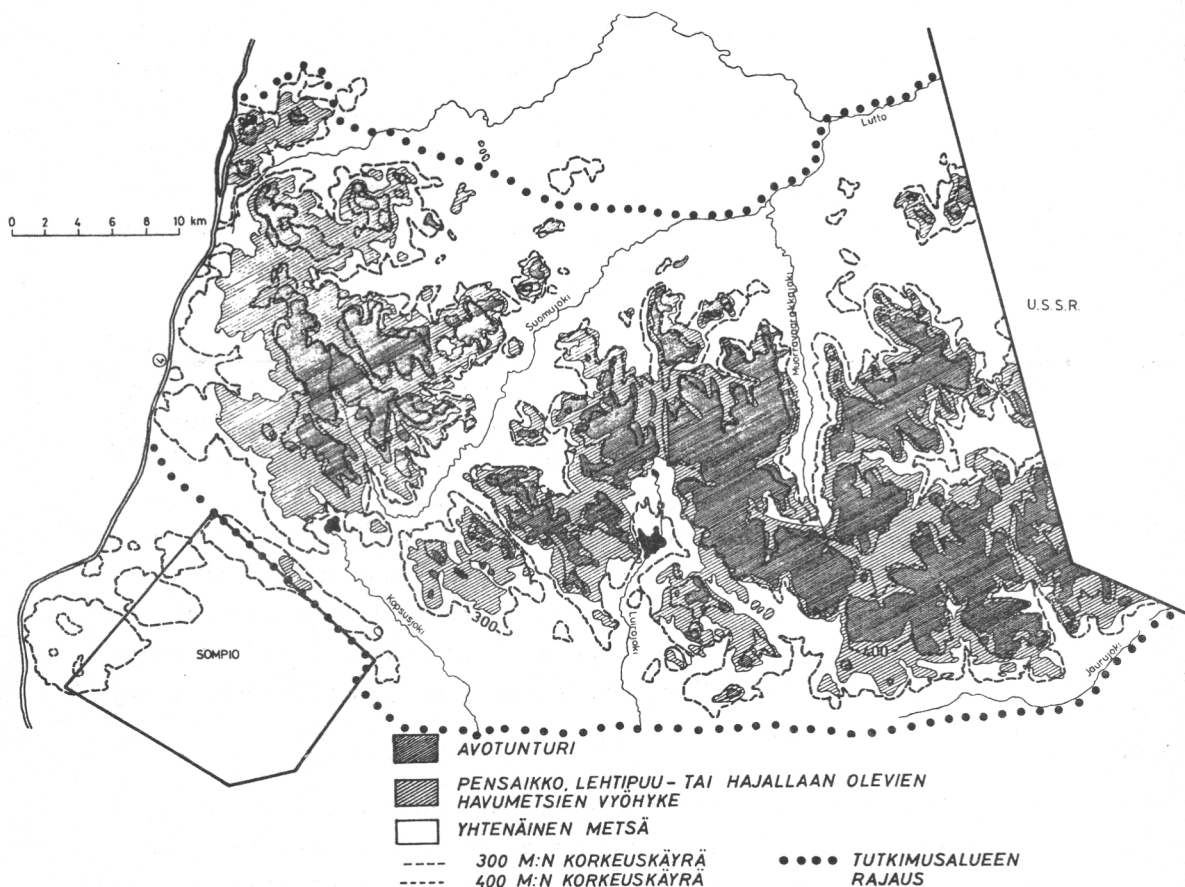 Lutto
0 2 4 6 8 10 km
U.S.S.R.
Suomujoki
Muorravaarakkajoki
300
Kopsusjoki
Luirojoki
SOMPIO
400
Jaurujoki
AVOTUNTURI
PENSAIKKO, LEHTIPUU- TAI HAJALLAAN OLEVIEN
HAVUMETSIEN VYÖHYKE
YHTENÄINEN METSÄ
300 M:N KORKEUSKÄYRÄ
400 M:N KORKEUSKÄYRÄ
TUTKIMUSALUEEN
RAJAUS